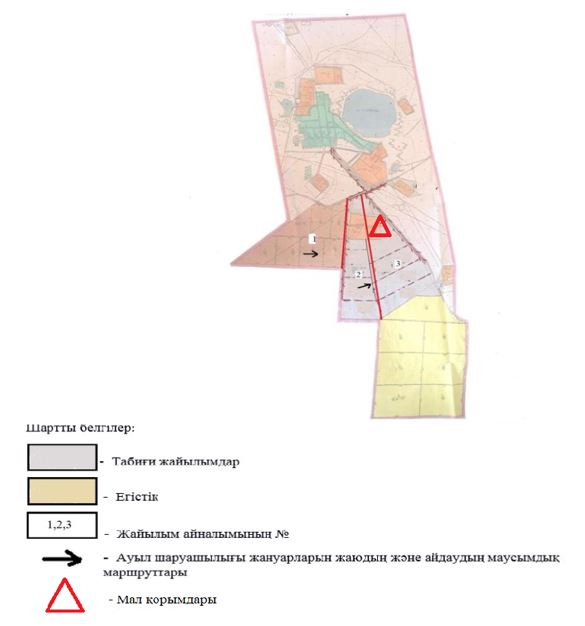 1
2
3
Шартты белгілер:
- Табиғи жайылымдар
- Егістік
1,2,3
- Жайылым айналымының №
- Ауыл шаруашылығы жануарларын жаюдың және айдаудың маусымдық
маршруттары
- Мал қорымдары